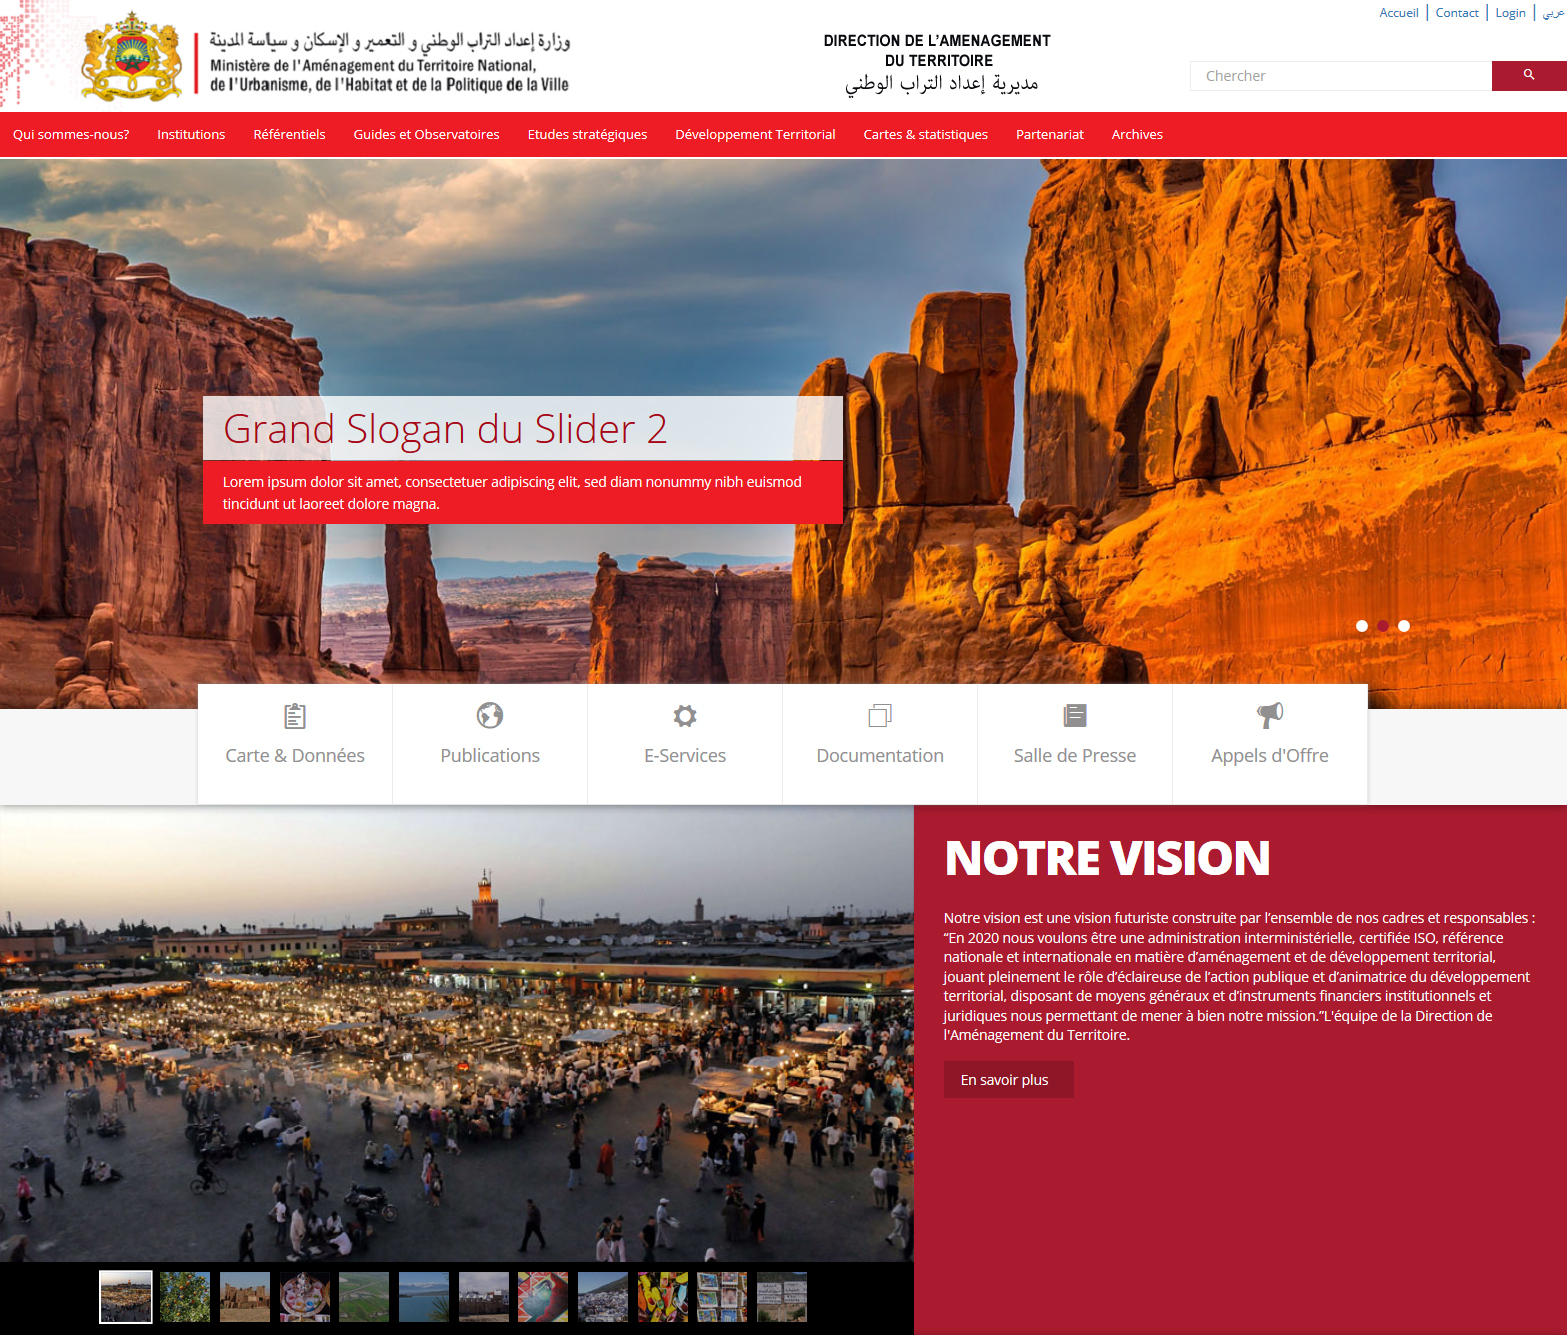 Accueil | Contact | Login | عربي
وزارة إعداد التراب الوطني و التعمير و الإسكان و سياسة المدينة
Ministère de l'Aménagement du Territoire National,
de l'Urbanisme, de l'Habitat et de la Politique de la Ville
DIRECTION DE L'AMENAGEMENT
DU TERRITOIRE
مديرية إعداد التراب الوطني
Chercher
Qui sommes-nous? Institutions Référentiels Guides et Observatoires Etudes stratégiques Développement Territorial Cartes & statistiques Partenariat Archives
Grand Slogan du Slider 2
Lorem ipsum dolor sit amet, consectetuer adipiscing elit, sed diam nonummy nibh euismod
tincidunt ut laoreet dolore magna.
Carte & Données Publications E-Services Documentation Salle de Presse Appels d'Offre
NOTRE VISION
Notre vision est une vision futuriste construite par l'ensemble de nos cadres et responsables :
“En 2020 nous voulons être une administration interministérielle, certifiée ISO, référence
nationale et internationale en matière d'aménagement et de développement territorial,
jouant pleinement le rôle d'éclaireuse de l'action publique et d'animatrice du développement
territorial, disposant de moyens généraux et d'instruments financiers institutionnels et
juridiques nous permettant de mener à bien notre mission.”L'équipe de la Direction de
l'Aménagement du Territoire.
En savoir plus